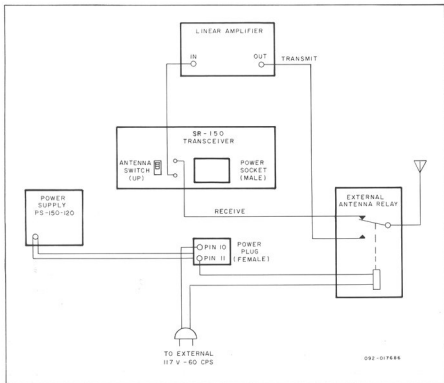 LINEAR AMPLIFIER
IN
OUT
TRANSMIT
SR-150
TRANSCEIVER
ANTENNA
SWITCH
(UP)
POWER
SOCKET
(MALE)
POWER
SUPPLY
PS-150-120
EXTERNAL
ANTENNA RELAY
RECEIVE
PIN 10
PIN 11
POWER
PLUG
(FEMALE)
TO EXTERNAL
117 V ~ 60 CPS
092-017686